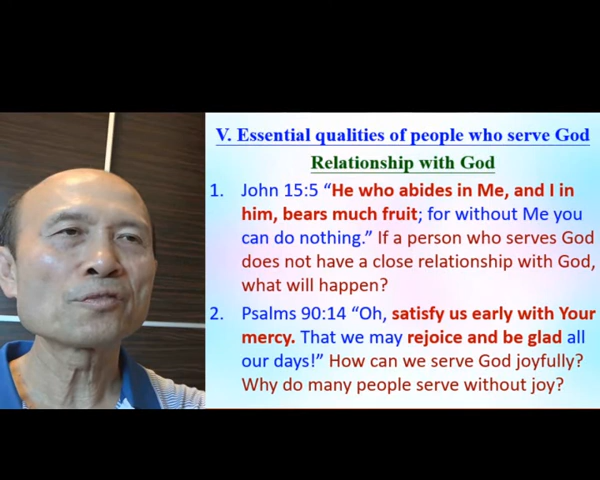 V. Essential qualities of people who serve God
Relationship with God
1. John 15:5 “He who abides in Me, and I in
him, bears much fruit; for without Me you
can do nothing.” If a person who serves God
does not have a close relationship with God,
what will happen?
2. Psalms 90:14 “Oh, satisfy us early with Your
mercy. That we may rejoice and be glad all
our days!” How can we serve God joyfully?
Why do many people serve without joy?